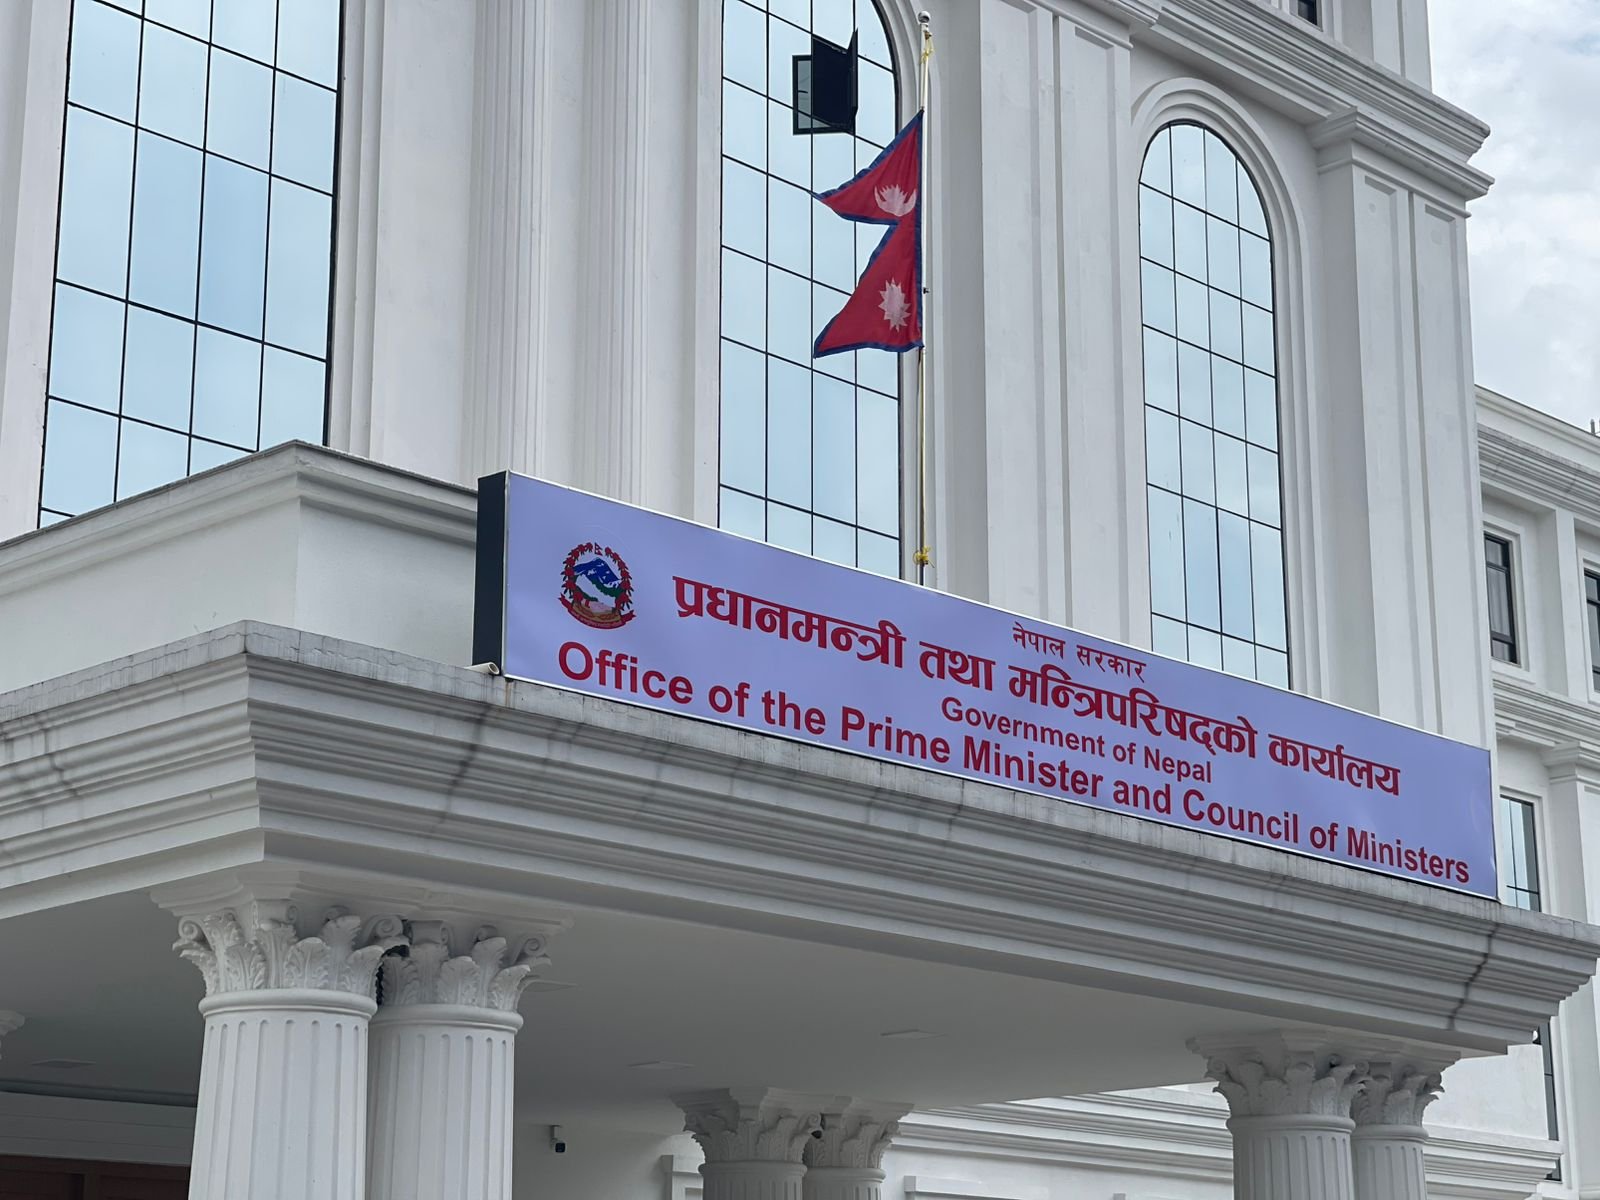 नेपाल सरकार
प्रधानमन्त्री तथा मन्त्रिपरिषद्को कार्यालय
Government of Nepal
Office of the Prime Minister and Council of Ministers